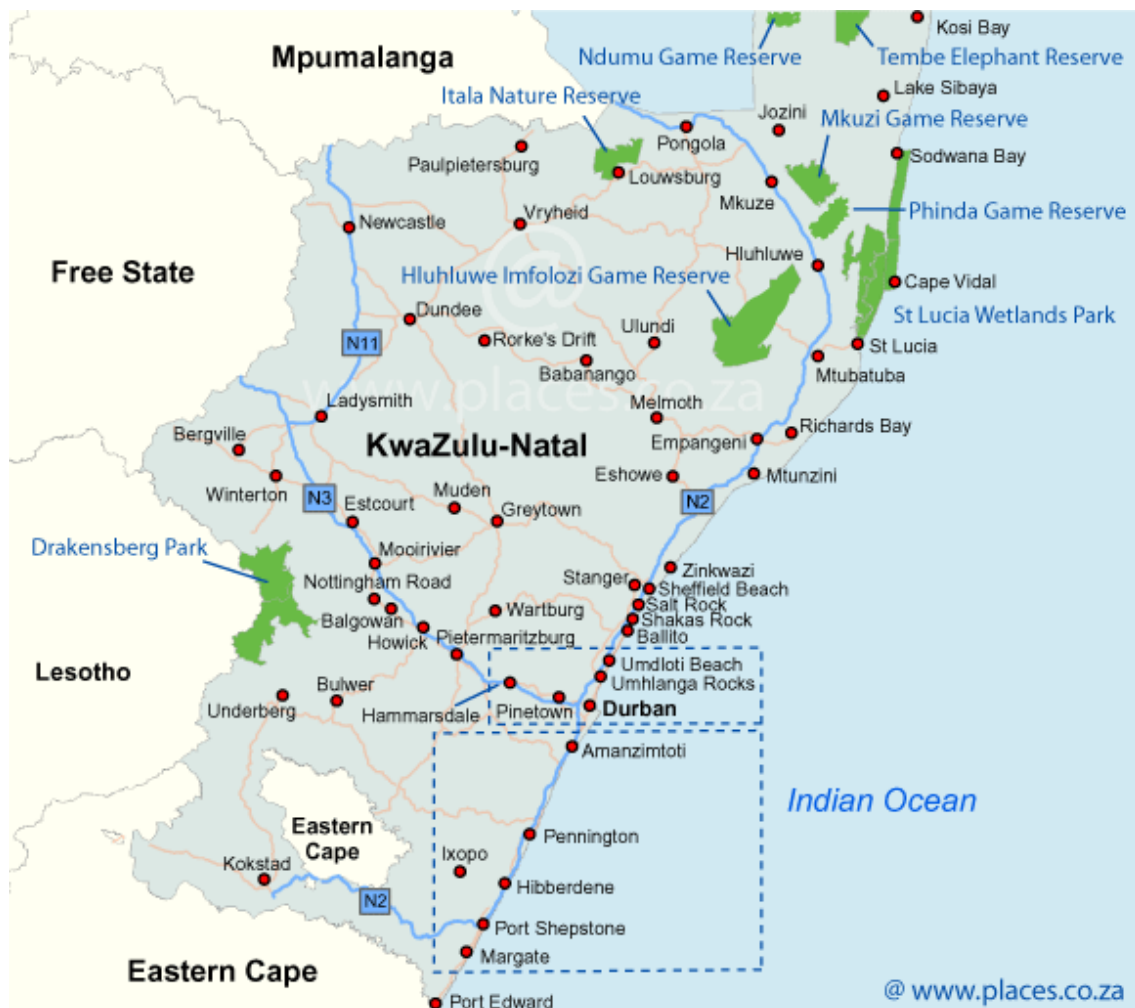 Kosi Bay
Mpumalanga
Ndumu Game Reserve
Tembe Elephant Reserve
Itala Nature Reserve
Lake Sibaya
Jozini
Mkuzi Game Reserve
Pongola
Paulpietersburg
Sodwana Bay
Louwsburg
Mkuze
Phinda Game Reserve
Newcastle
Vryheid
@
Hluhluwe
Free State
Hluhluwe Imfolozi Game Reserve
Cape Vidal
Dundee
St Lucia Wetlands Park
Ulundi
Rorke's Drift
N11
St Lucia
Babanango
Mtubatuba
www.places.co.za
Ladysmith
Melmoth
Richards Bay
Bergville
KwaZulu-Natal
Empangeni
Eshowe
Mtunzini
Winterton
Muden
N3
N2
Estcourt
Greytown
Drakensberg Park
Mooirivier
Zinkwazi
Nottingham Road
Stanger
Sheffield Beach
Salt Rock
Wartburg
Balgowan
Shakas Rock
Howick
Ballito
Pietermaritzburg
Lesotho
Umdloti Beach
Umhlanga Rocks
Bulwer
Underberg
Hammarsdale
Pinetown
Durban
Amanzimtoti
Indian Ocean
Eastern
Cape
Pennington
Ixopo
Kokstad
Hibberdene
N2
Port Shepstone
Margate
Eastern Cape
@ www.places.co.za
Port Edward